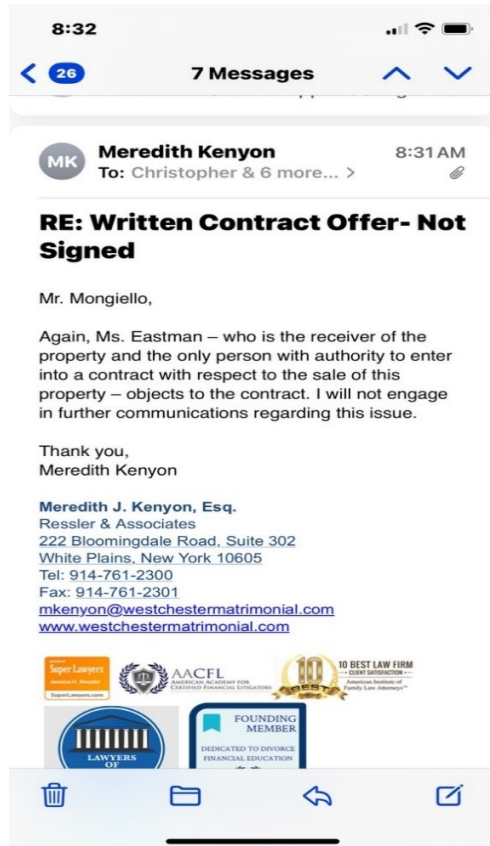 8:32
26
7 Messages
MK
Meredith Kenyon
8:31 AM
To: Christopher & 6 more... >
RE: Written Contract Offer- Not
Signed
Mr. Mongiello,
Again, Ms. Eastman – who is the receiver of the
property and the only person with authority to enter
into a contract with respect to the sale of this
property – objects to the contract. I will not engage
in further communications regarding this issue.
Thank you,
Meredith Kenyon
Meredith J. Kenyon, Esq.
Ressler & Associates
222 Bloomingdale Road, Suite 302
White Plains, New York 10605
Tel: 914-761-2300
Fax: 914-761-2301
mkenyon@westchestermatrimonial.com
www.westchestermatrimonial.com
Super Lawyers
SuperLawyers.com
AACFL
AMERICAN ACADEMY FOR
CERTIFIED FINANCIAL LITIGATORS
10
BEST
10 BEST LAW FIRM
CLIENT SATISFACTION
American Institute of
Family Law Attorneys™
LAWYERS
OF
FOUNDING
MEMBER
DEDICATED TO DIVORCE
FINANCIAL EDUCATION